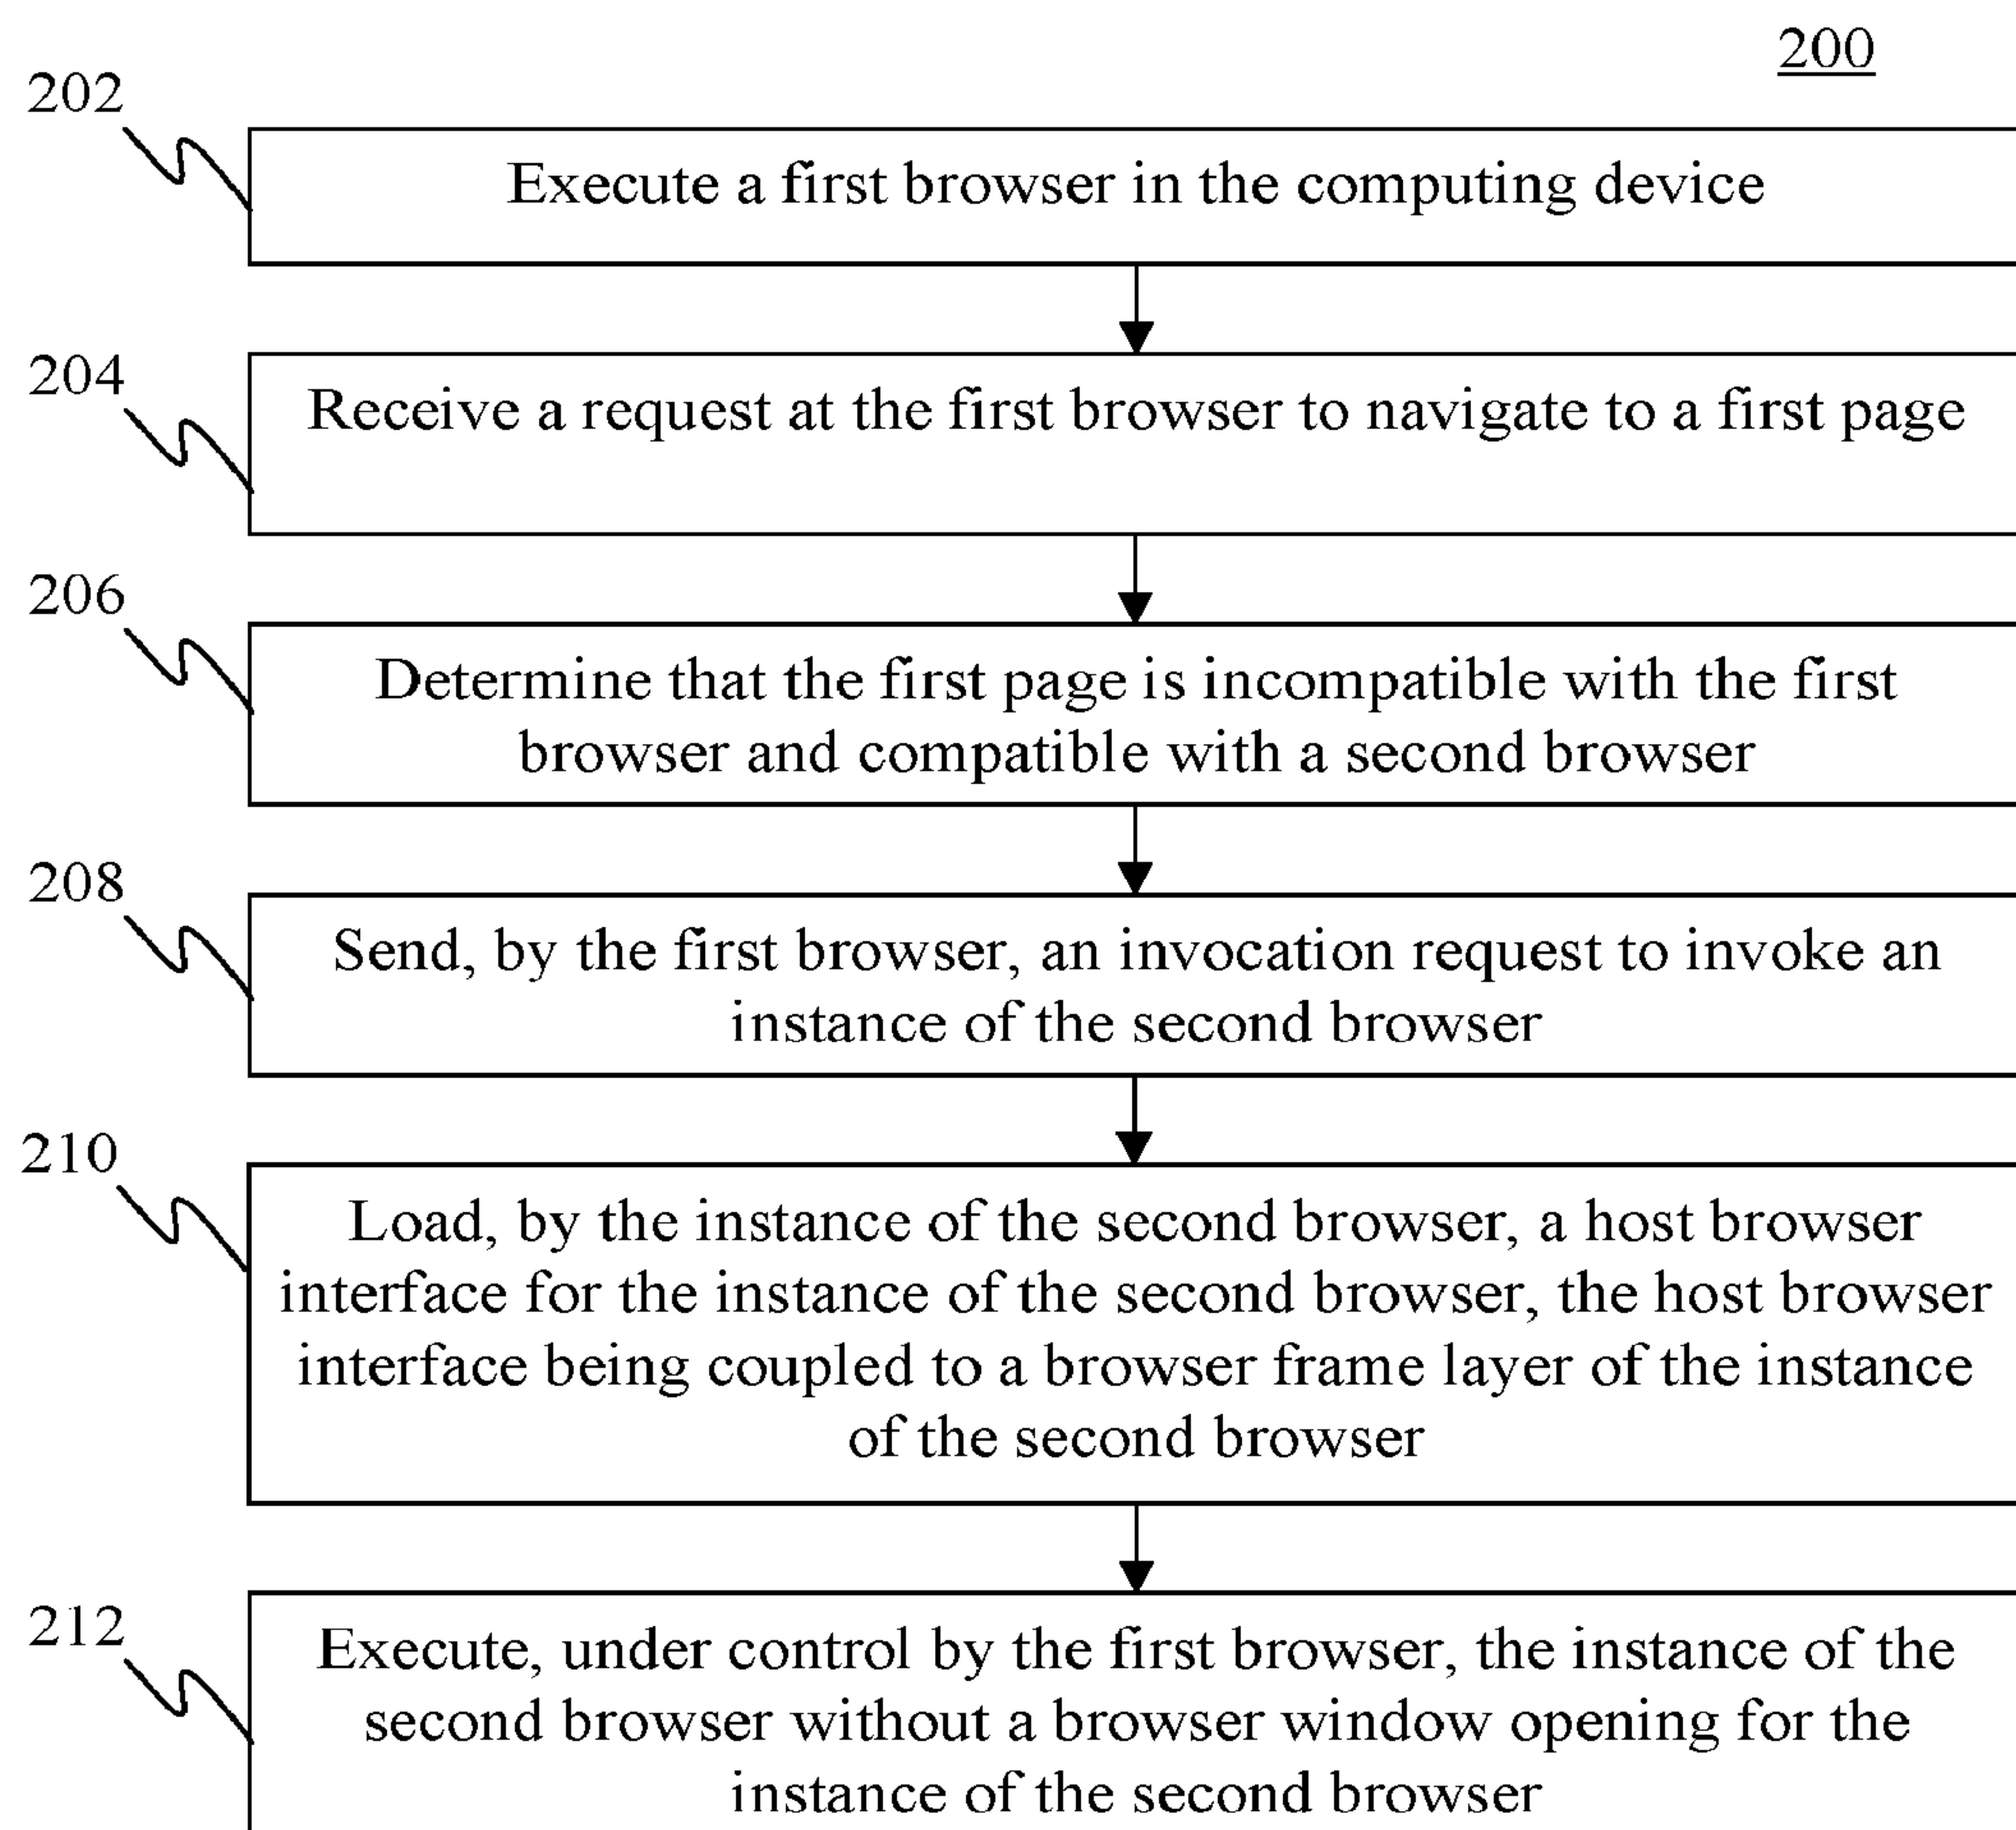 200
202
Execute a first browser in the computing device
204
Receive a request at the first browser to navigate to a first page
206
Determine that the first page is incompatible with the first
browser and compatible with a second browser
208
Send, by the first browser, an invocation request to invoke an
instance of the second browser
210
Load, by the instance of the second browser, a host browser
interface for the instance of the second browser, the host browser
interface being coupled to a browser frame layer of the instance
of the second browser
212
Execute, under control by the first browser, the instance of the
second browser without a browser window opening for the
instance of the second browser